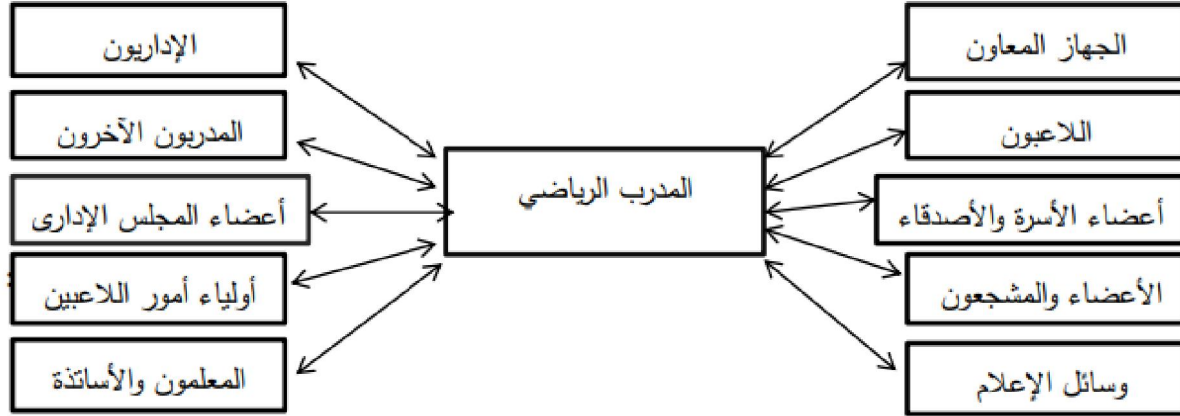 الجهاز المعاون
الإداريون
اللاعبون
المدربون الآخرون
المدرب الرياضي
أعضاء الأسرة والأصدقاء
أعضاء المجلس الإدارى
الأعضاء والمشجعون
أولياء أمور اللاعبين
وسائل الإعلام
المعلمون والأساتذة